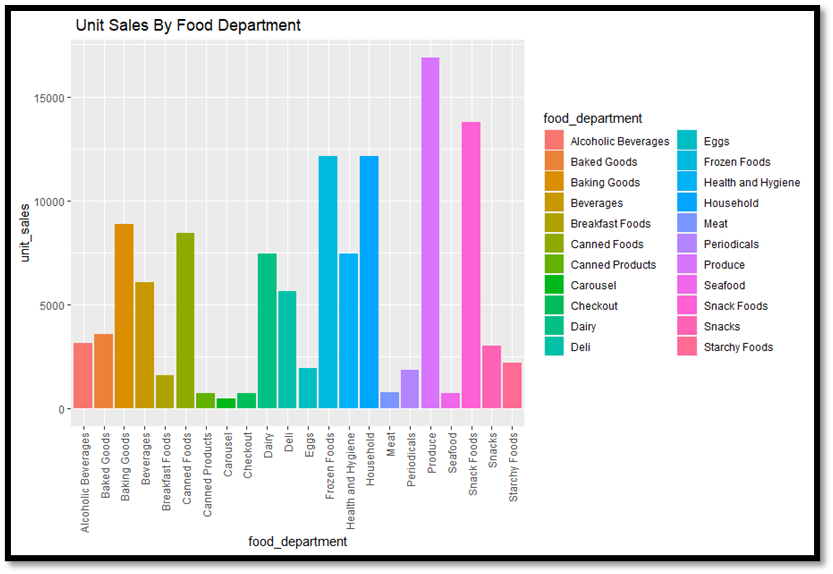 Unit Sales By Food Department
unit_sales
15000
10000
5000
0
Alcoholic Beverages
Baked Goods
Baking Goods
Beverages
Breakfast Foods
Canned Foods
Canned Products
Carousel
Checkout
Dairy
Deli
Eggs
Frozen Foods
Health and Hygiene
Household
Meat
Periodicals
Produce
Seafood
Snack Foods
Snacks
Starchy Foods
food_department
food_department
Alcoholic Beverages
Baked Goods
Baking Goods
Beverages
Breakfast Foods
Canned Foods
Canned Products
Carousel
Checkout
Dairy
Deli
Eggs
Frozen Foods
Health and Hygiene
Household
Meat
Periodicals
Produce
Seafood
Snack Foods
Snacks
Starchy Foods